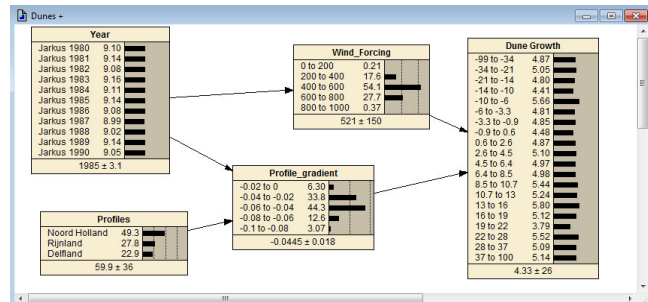 Dunes +
Year
Jarkus 1980 9.10
Jarkus 1981 9.14
Jarkus 1982 9.08
Jarkus 1983 9.16
Jarkus 1984 9.11
Jarkus 1985 9.14
Jarkus 1986 9.08
Jarkus 1987 8.99
Jarkus 1988 9.02
Jarkus 1989 9.14
Jarkus 1990 9.05
1985 ± 3.1
Wind_Forcing
0 to 200 0.21
200 to 400 17.6
400 to 600 54.1
600 to 800 27.7
800 to 1000 0.37
521 ± 150
Dune Growth
-99 to -34 4.87
-34 to -21 5.05
-21 to -14 4.80
-14 to -10 4.41
-10 to -6 5.66
-6 to -3.3 4.81
-3.3 to -0.9 4.85
-0.9 to 0.6 4.48
0.6 to 2.6 4.87
2.6 to 4.5 5.10
4.5 to 6.4 4.97
6.4 to 8.5 4.98
8.5 to 10.7 5.44
10.7 to 13 5.24
13 to 16 5.80
16 to 19 5.12
19 to 22 3.79
22 to 28 5.52
28 to 37 5.09
37 to 100 5.14
4.33 ± 26
Profile_gradient
-0.02 to 0 6.30
-0.04 to -0.02 33.8
-0.06 to -0.04 44.3
-0.08 to -0.06 12.6
-0.1 to -0.08 3.07
-0.0445 ± 0.018
Profiles
Noord Holland 49.3
Rijnland 27.8
Delfland 22.9
59.9 ± 36